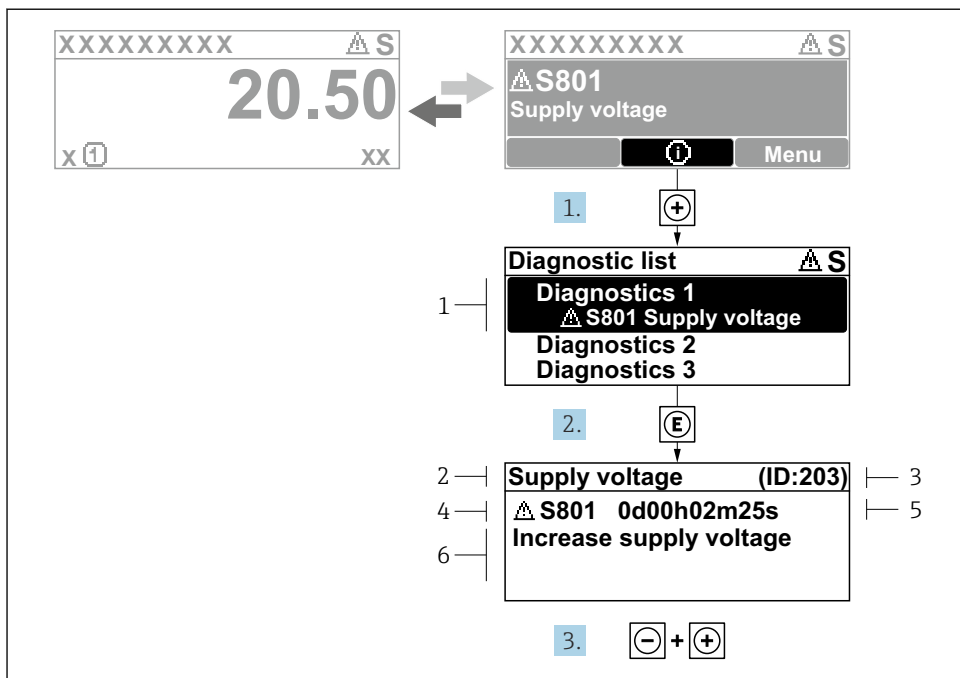 XXXXXXXXX ⚠ S
20.50
x ① xx
XXXXXXXXX ⚠ S
⚠ S801
Supply voltage
ⓘ Menu
1. +
Diagnostic list ⚠ S
1
Diagnostics 1
⚠ S801 Supply voltage
Diagnostics 2
Diagnostics 3
2. E
2 Supply voltage (ID:203) 3
4 ⚠ S801 0d00h02m25s 5
6 Increase supply voltage
3. - + +